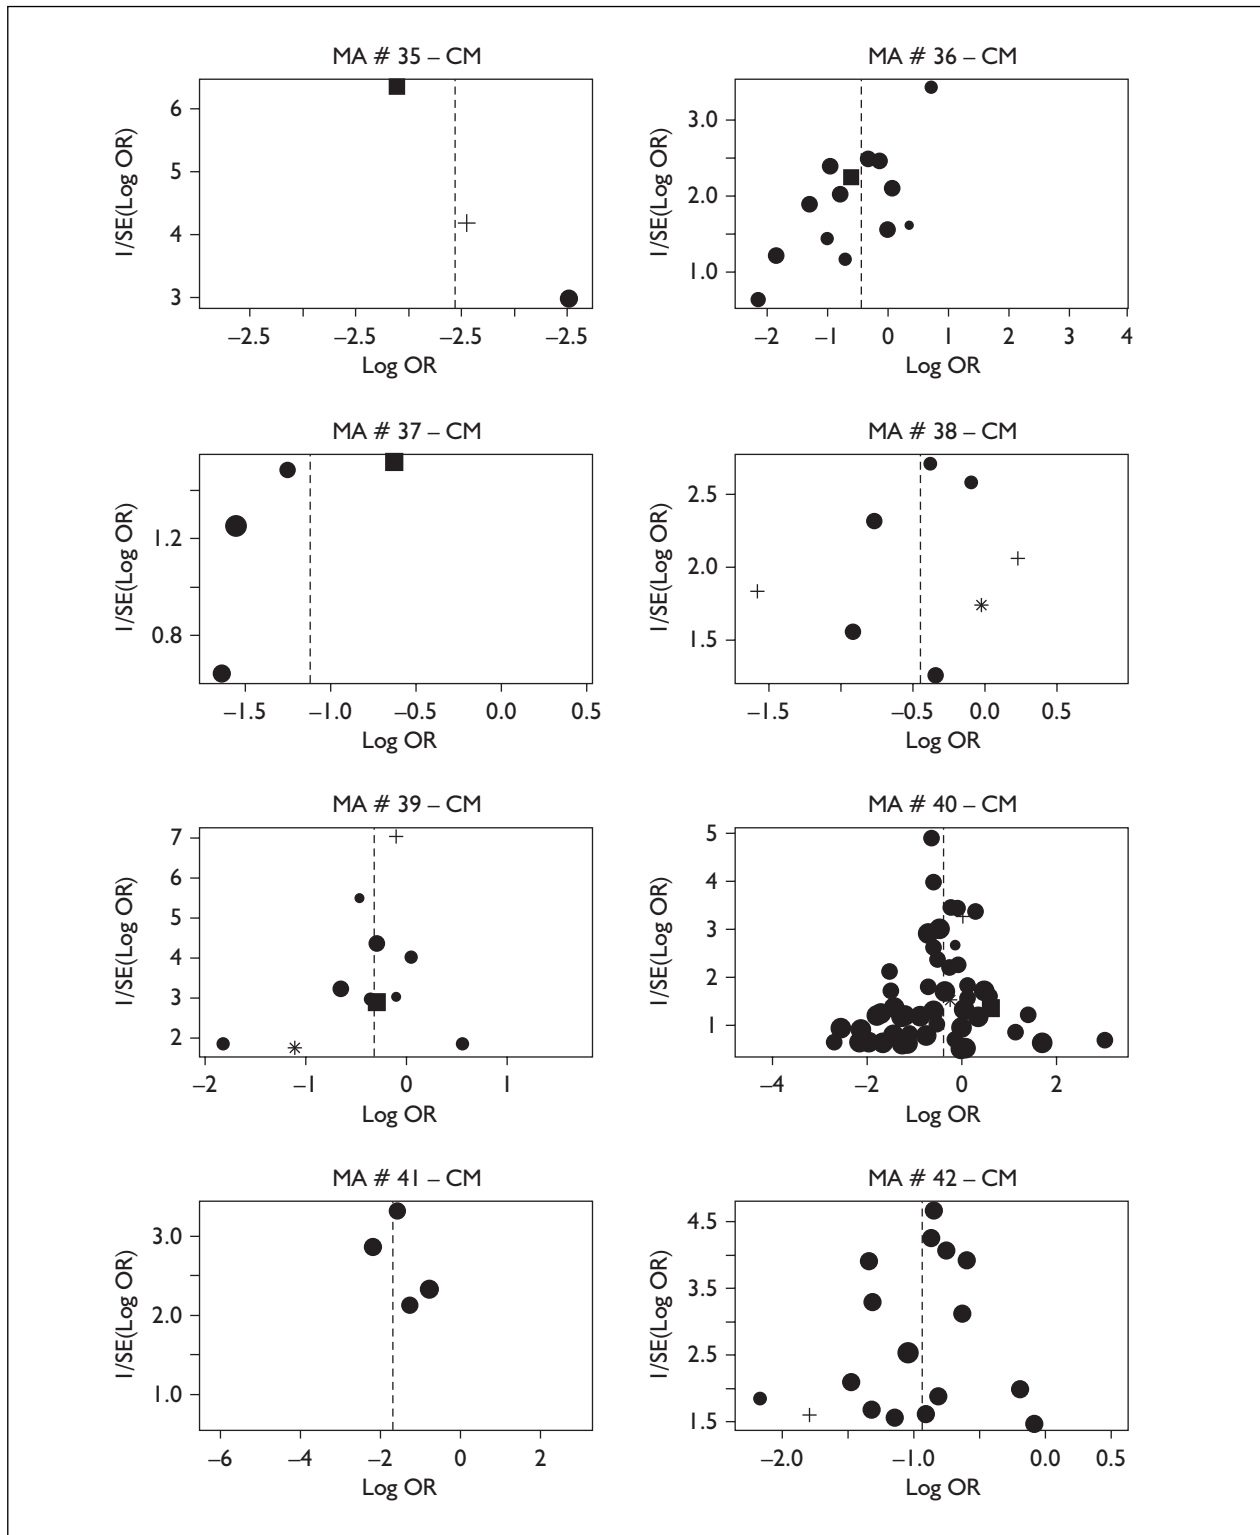 MA # 35 – CM
I/SE(Log OR)
6
5
4
3
–2.5 –2.5 –2.5 –2.5
Log OR
MA # 36 – CM
I/SE(Log OR)
3.0
2.0
1.0
–2 –1 0 1 2 3 4
Log OR
MA # 37 – CM
I/SE(Log OR)
1.2
0.8
–1.5 –1.0 –0.5 0.0 0.5
Log OR
MA # 38 – CM
I/SE(Log OR)
2.5
2.0
1.5
–1.5 –0.5 0.0 0.5
Log OR
MA # 39 – CM
I/SE(Log OR)
7
6
5
4
3
2
–2 –1 0 1
Log OR
MA # 40 – CM
I/SE(Log OR)
5
4
3
2
1
–4 –2 0 2
Log OR
MA # 41 – CM
I/SE(Log OR)
3.0
2.0
1.0
–6 –4 –2 0 2
Log OR
MA # 42 – CM
I/SE(Log OR)
4.5
3.5
2.5
1.5
–2.0 –1.0 0.0 0.5
Log OR